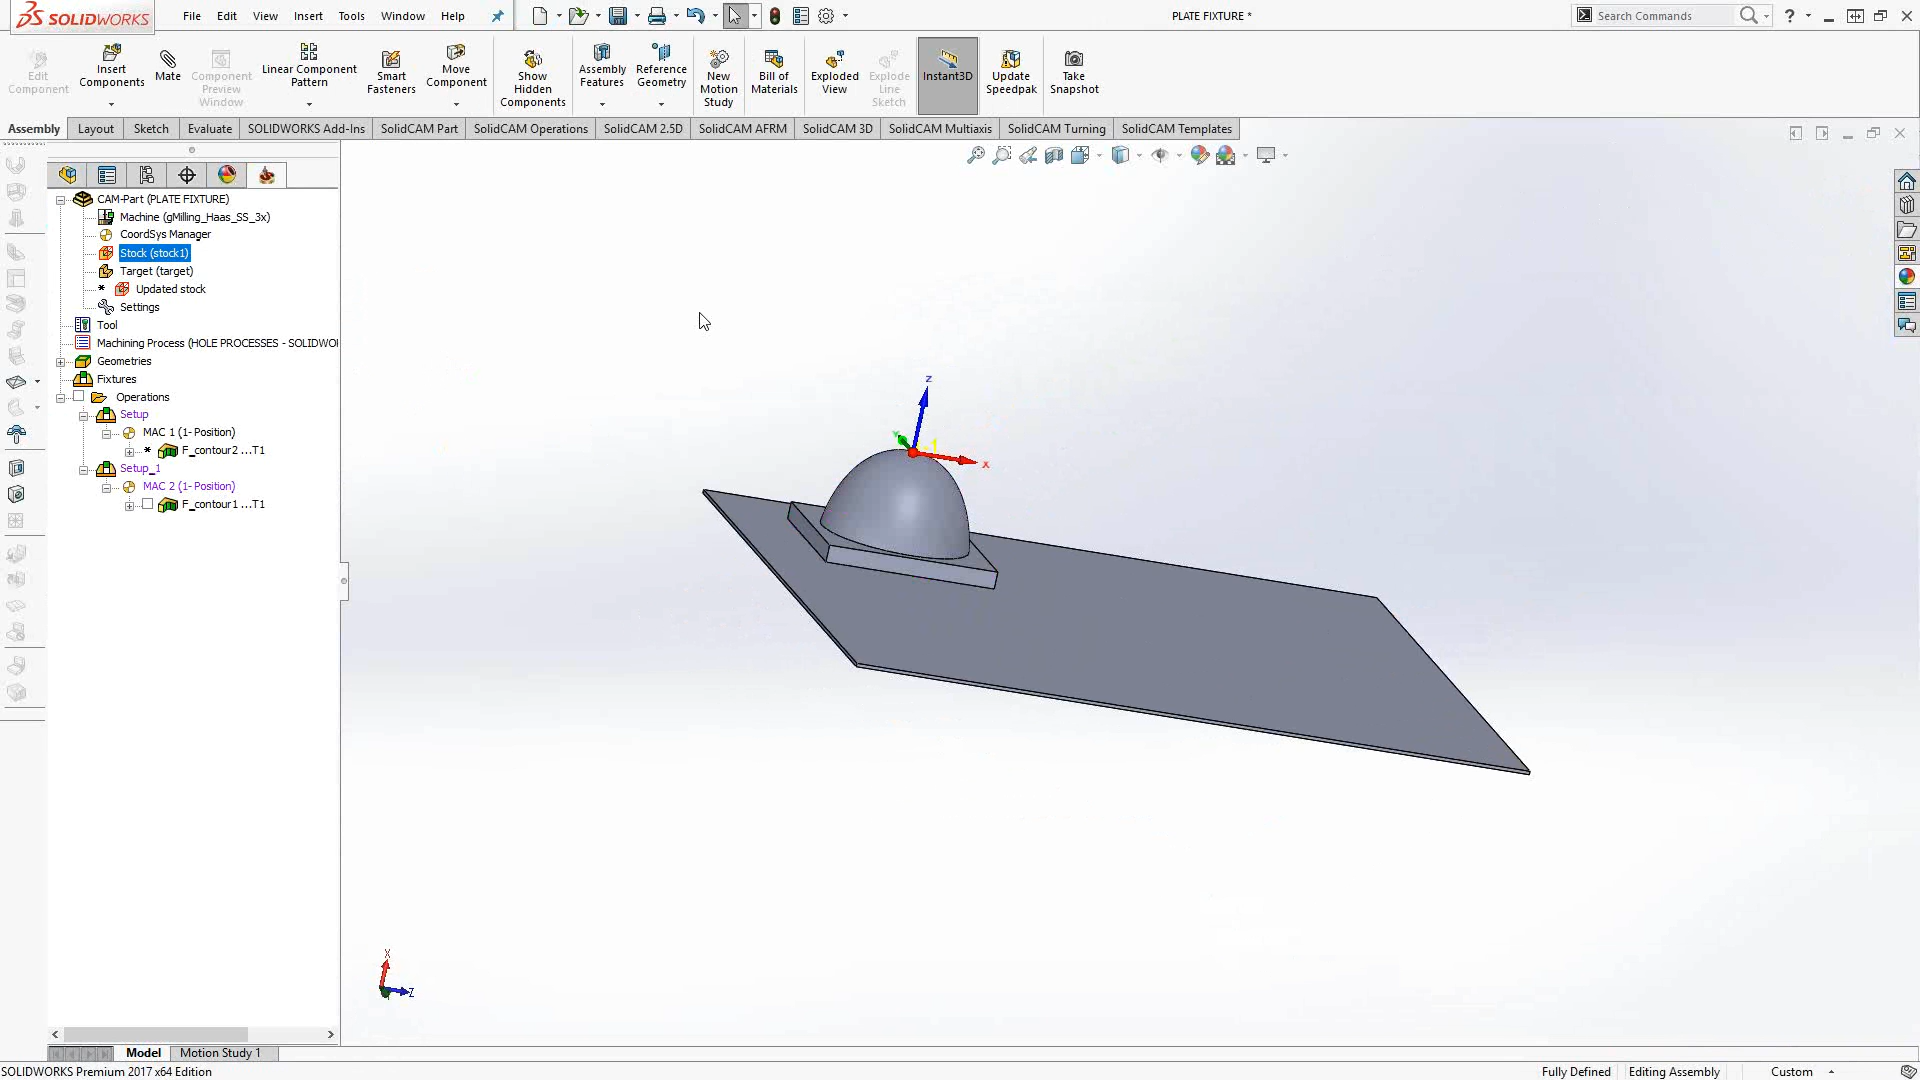 SOLIDWORKS
File Edit View Insert Tools Window Help
PLATE FIXTURE *
Search Commands
?
Edit Component
Insert Components
Mate
Component Preview Window
Linear Component Pattern
Smart Fasteners
Move Component
Show Hidden Components
Assembly Features
Reference Geometry
New Motion Study
Bill of Materials
Exploded View
Explode Line Sketch
Instant3D
Update Speedpak
Take Snapshot
Assembly Layout Sketch Evaluate SOLIDWORKS Add-Ins SolidCAM Part SolidCAM Operations SolidCAM 2.5D SolidCAM AFRM SolidCAM 3D SolidCAM Multiaxis SolidCAM Turning SolidCAM Templates
CAM-Part (PLATE FIXTURE)
Machine (gMilling_Haas_SS_3x)
CoordSys Manager
Stock (stock1)
Target (target)
* Updated stock
Settings
Tool
Machining Process (HOLE PROCESSES - SOLIDWO
Geometries
Fixtures
Operations
Setup
MAC 1 (1- Position)
* F_contour2 ...T1
Setup_1
MAC 2 (1- Position)
F_contour1 ...T1
Z
Y
1
X
X
Z
Model Motion Study 1
SOLIDWORKS Premium 2017 x64 Edition
Fully Defined Editing Assembly Custom